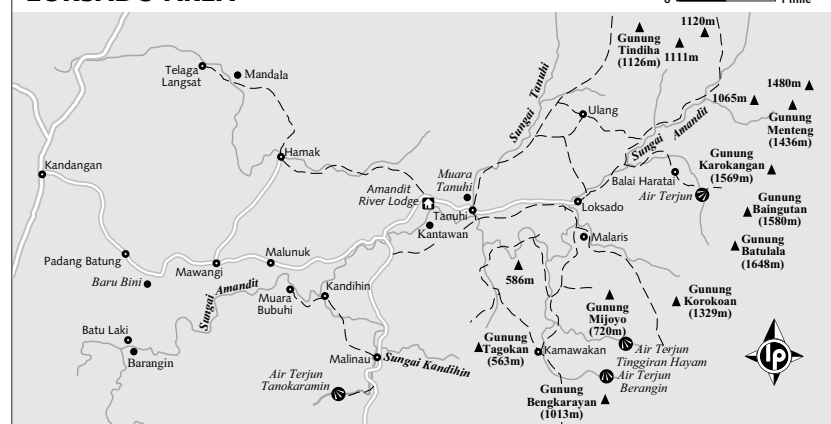 LOKSADO AREA
0 1 mile
1120m
Gunung
Tindiha
(1126m)
1111m
Telaga
Langsat
Mandala
Sungai Tanuhi
1480m
1065m
Ulang
Gunung
Menteng
(1436m)
Sungai Amandit
Hamak
Kandangan
Gunung
Karokangan
(1569m)
Muara
Tanuhi
Balai Haratai
Air Terjun
Amandit
River Lodge
Tanuhi
Loksado
Gunung
Baingutan
(1580m)
Kantawan
Malaris
Gunung
Batulala
(1648m)
Padang Batung
Mawangi
Malunuk
Baru Bini
Sungai Amandit
Muara
Bubuhi
Kandihin
586m
Gunung
Mijoyo
(720m)
Gunung
Korokoan
(1329m)
Batu Laki
Barangin
Malinau
Sungai Kandihin
Gunung
Tagokan
(563m)
Kamawakan
Air Terjun
Tinggiran Hayam
Air Terjun
Berangin
Air Terjun
Tanokaramin
Gunung
Bengkarayan
(1013m)
lp